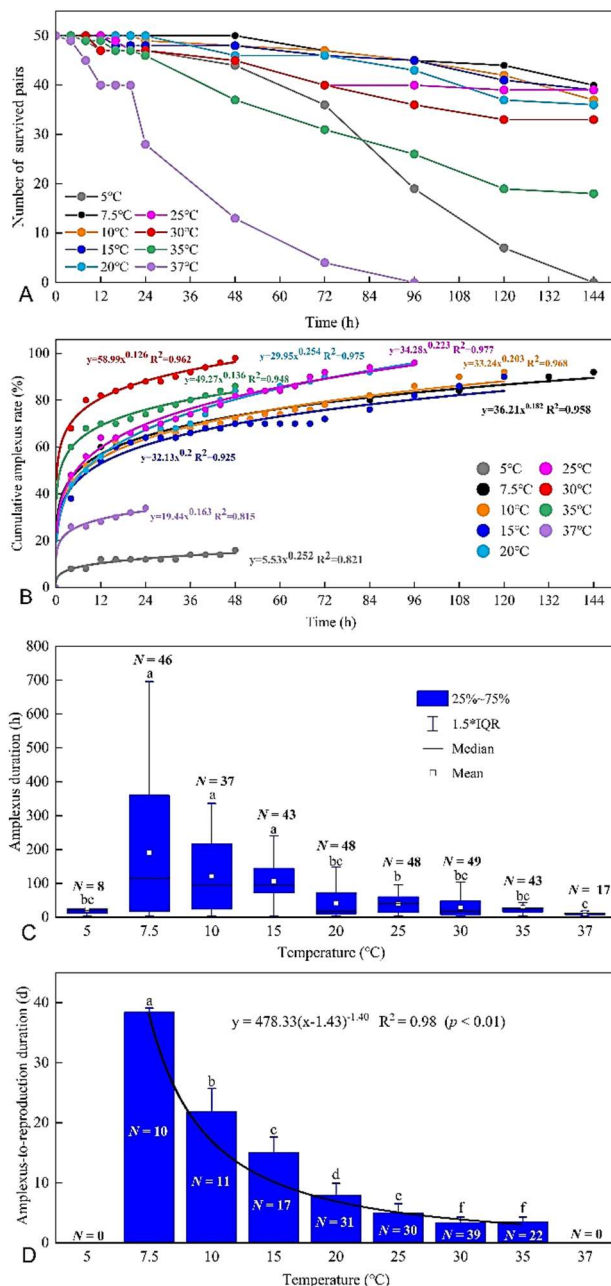 50
40
30
20
10
0
Number of survived pairs
5°C
7.5°C
10°C
15°C
20°C
25°C
30°C
35°C
37°C
0 12 24 36 48 60 72 84 96 108 120 132 144
Time (h)
A
y=58.99x^0.126 R²=0.962
y=29.95x^0.254 R²=0.975
y=34.28x^0.223 R²=0.977
y=33.24x^0.203 R²=0.968
y=49.27x^0.136 R²=0.948
y=36.21x^0.182 R²=0.958
y=32.13x^0.2 R²=0.925
y=19.44x^0.163 R²=0.815
y=5.53x^0.252 R²=0.821
100
80
60
40
20
0
Cumulative amplexus rate (%)
5°C
7.5°C
10°C
15°C
20°C
25°C
30°C
35°C
37°C
0 12 24 36 48 60 72 84 96 108 120 132 144
Time (h)
B
800
700
600
500
400
300
200
100
0
Amplexus duration (h)
25%~75%
1.5*IQR
Median
Mean
N = 8
bc
N = 46
a
N = 37
a
N = 43
a
N = 48
bc
N = 48
b
N = 49
bc
N = 43
bc
N = 17
c
5 7.5 10 15 20 25 30 35 37
Temperature (°C)
C
40
30
20
10
0
Amplexus-to-reproduction duration (d)
y = 478.33(x-1.43)^-1.40 R² = 0.98 (p < 0.01)
N = 0
a
N = 10
b
N = 11
c
N = 17
d
N = 31
e
N = 30
f
N = 39
f
N = 22
N = 0
5 7.5 10 15 20 25 30 35 37
Temperature (°C)
D